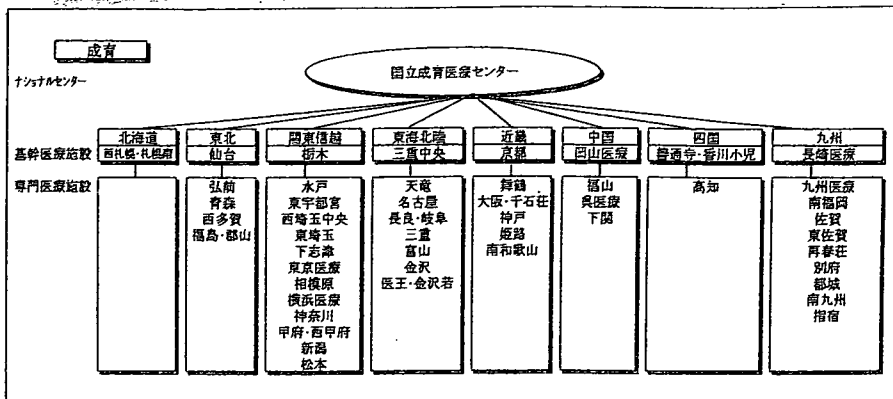 成育
国立成育医療センター
ナショナルセンター
北海道 東北 関東信越 東海北陸 近畿 中国 四国 九州
基幹医療施設 西札幌・札幌南 仙台 栃木 三重中央 京都 岡山医療 善通寺・香川小児 長崎医療
専門医療施設 弘前 水戸 天竜 舞鶴 福山 高知 九州医療
青森 東宇都宮 名古屋 大阪・千石荘 呉医療 南福岡
西多賀 西埼玉中央 長良・岐阜 神戸 下関 佐賀
福島・郡山 東埼玉 三重 姫路 東佐賀
下志津 富山 南和歌山 再春荘
東京医療 金沢 別府
相模原 医王・金沢若 都城
横浜医療 南九州
神奈川 指宿
甲府・西甲府
新潟
松本